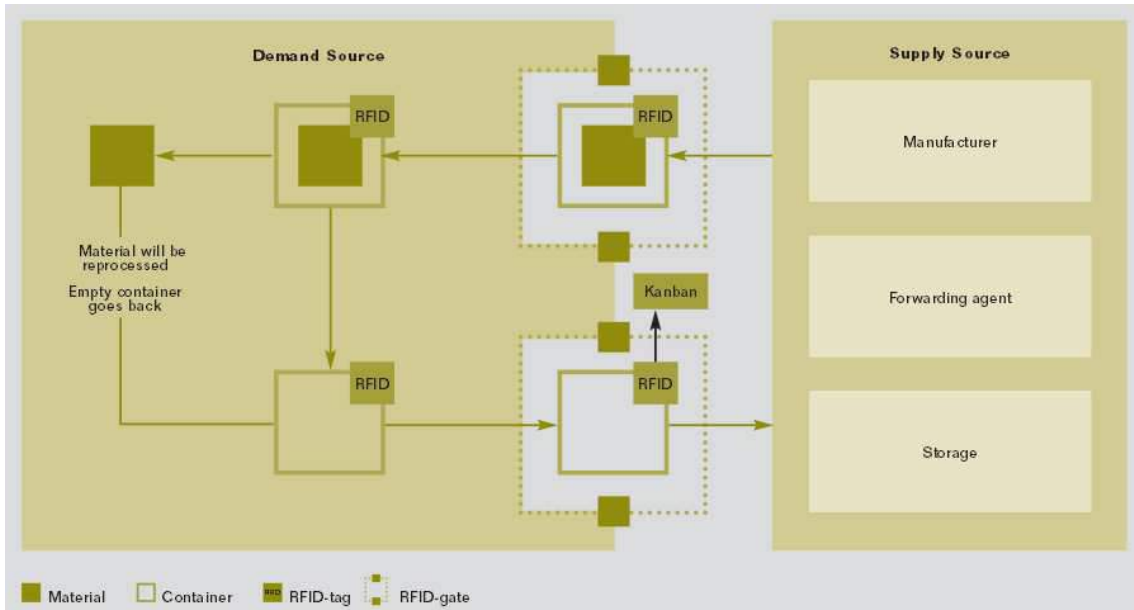 Demand Source
Supply Source
RFID
RFID
Manufacturer
Material will be
reprocessed
Empty container
goes back
Kanban
Forwarding agent
RFID
RFID
Storage
Material
Container
RFID
RFID-tag
RFID-gate